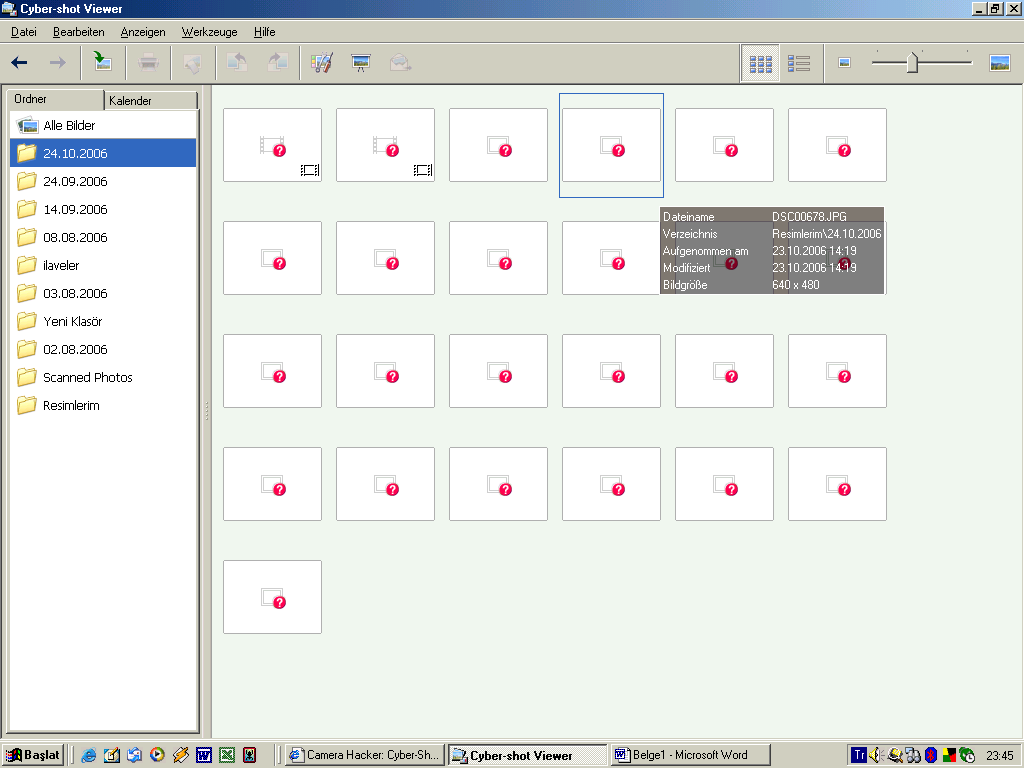 Cyber-shot Viewer
Datei Bearbeiten Anzeigen Werkzeuge Hilfe
Ordner Kalender
Alle Bilder
24.10.2006
24.09.2006
14.09.2006
08.08.2006
ilaveler
03.08.2006
Yeni Klasör
02.08.2006
Scanned Photos
Resimlerim
Dateiname DSC00678.JPG
Verzeichnis Resimlerim\24.10.2006
Aufgenommen am 23.10.2006 14:19
Modifiziert 23.10.2006 14:19
Bildgröße 640 x 480
Başlat Camera Hacker: Cyber-Sh... Cyber-shot Viewer Belge1 - Microsoft Word Tr 23:45